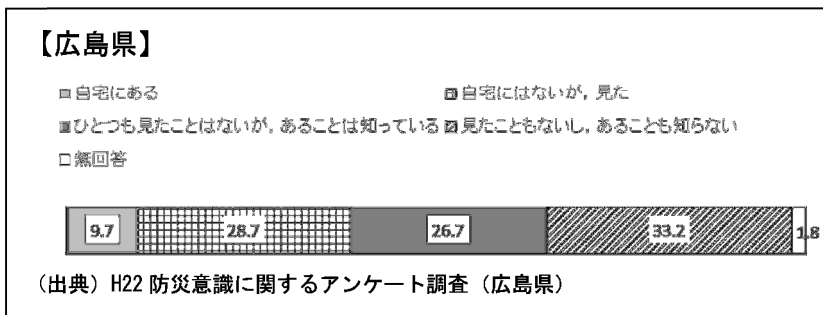 【広島県】
自宅にある 自宅にはないが，見た
ひとつも見たことはないが，あることは知っている 見たこともないし，あることも知らない
無回答
9.7 28.7 26.7 33.2 1.8
（出典）H22 防災意識に関するアンケート調査（広島県）